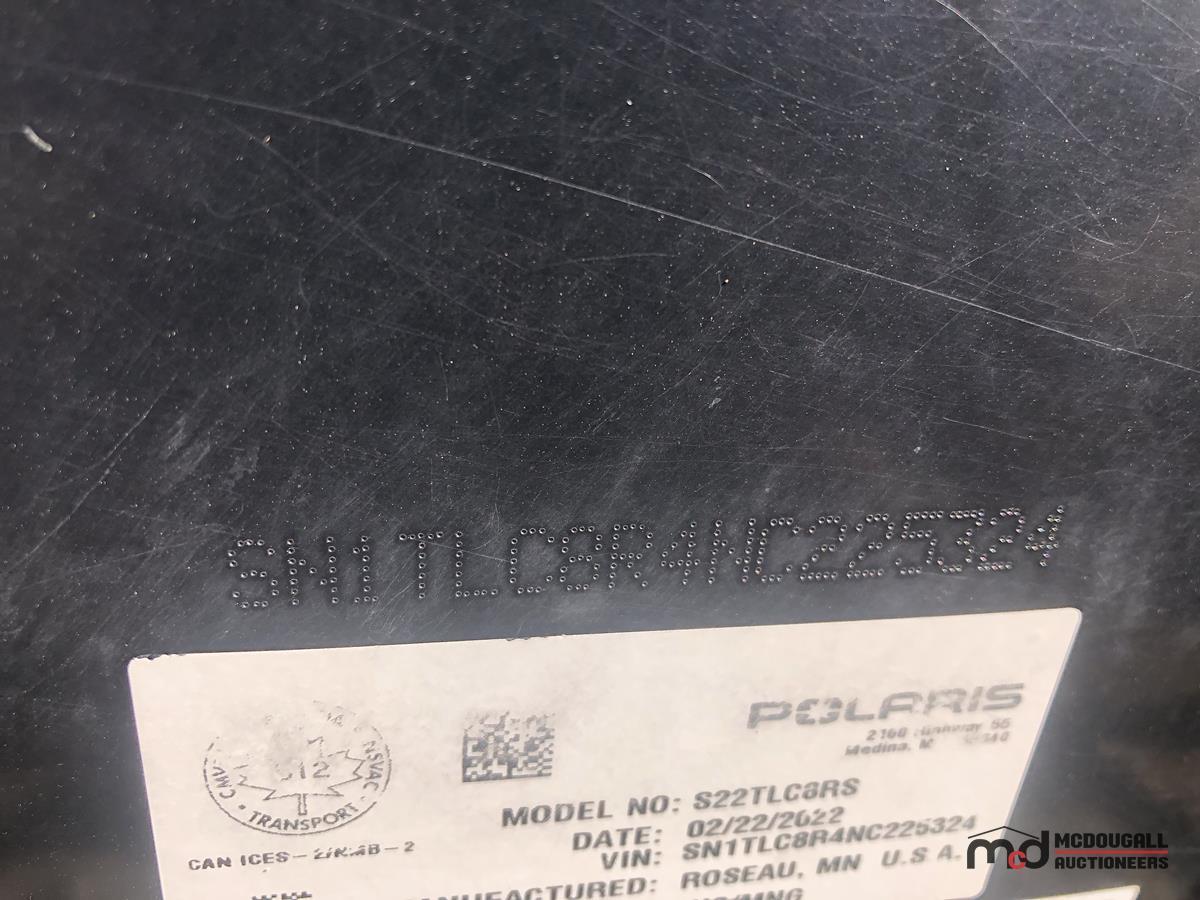 SN1TLC8R4NC225324
POLARIS
Medina,
TRANSPORT
MODEL NO: S22TLC8RS
DATE: 02/22/2022
VIN: SN1TLC8R4NC225324
ROSEAU, MN U.S.A.
CAN ICES-
mcd MCDOUGALL
AUCTIONEERS